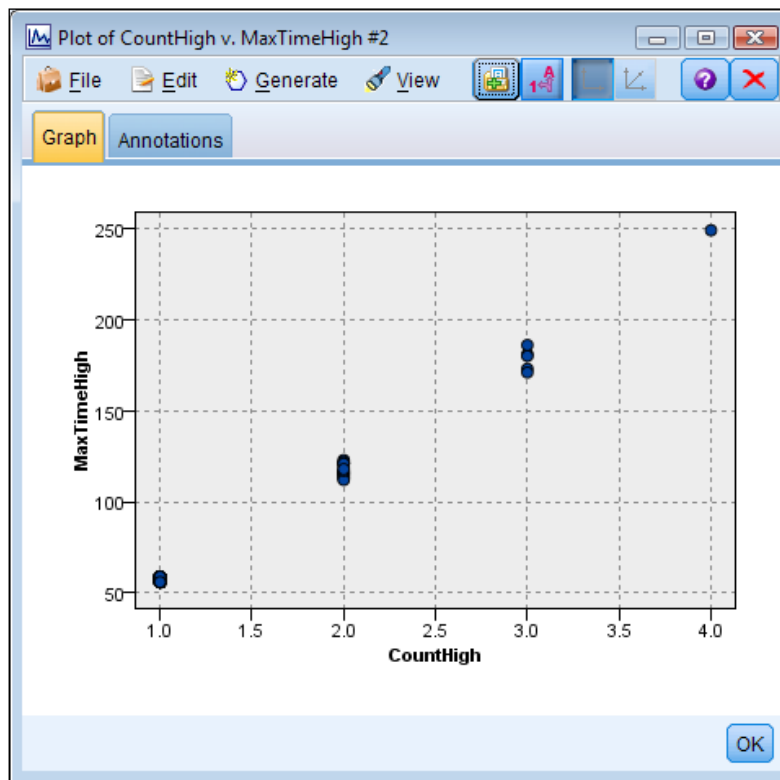 Plot of CountHigh v. MaxTimeHigh #2
File Edit Generate View
Graph Annotations
250
200
150
100
50
MaxTimeHigh
1.0 1.5 2.0 2.5 3.0 3.5 4.0
CountHigh
OK